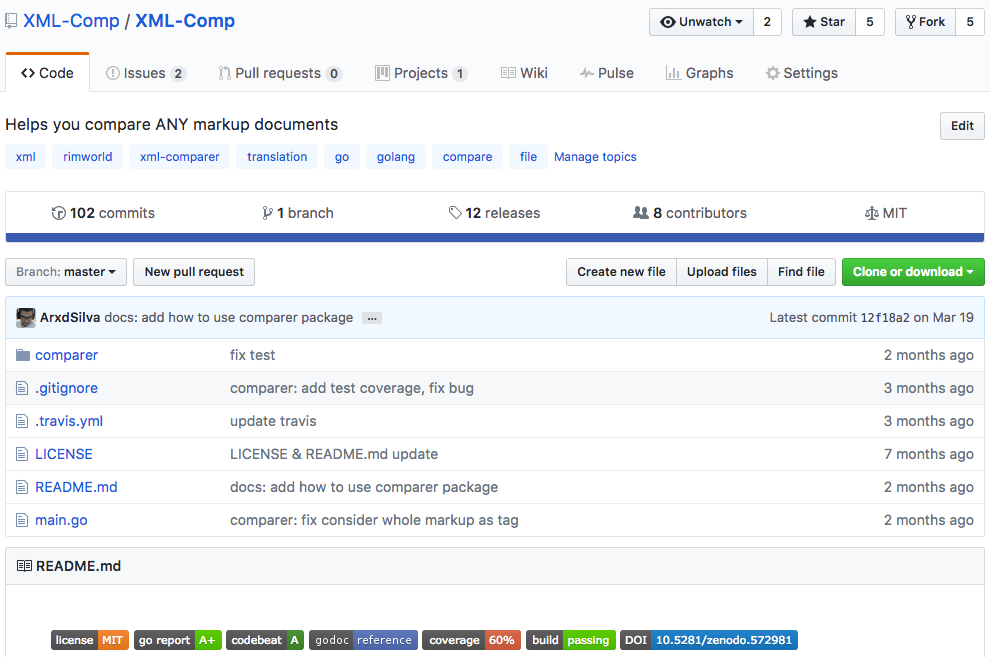 XML-Comp / XML-Comp Unwatch 2 Star 5 Fork 5
Code Issues 2 Pull requests 0 Projects 1 Wiki Pulse Graphs Settings
Helps you compare ANY markup documents Edit
xml rimworld xml-comparer translation go golang compare file Manage topics
102 commits 1 branch 12 releases 8 contributors MIT
Branch: master New pull request Create new file Upload files Find file Clone or download
ArxdSilva docs: add how to use comparer package ... Latest commit 12f18a2 on Mar 19
comparer fix test 2 months ago
.gitignore comparer: add test coverage, fix bug 3 months ago
.travis.yml update travis 3 months ago
LICENSE LICENSE & README.md update 7 months ago
README.md docs: add how to use comparer package 2 months ago
main.go comparer: fix consider whole markup as tag 2 months ago
README.md
license MIT go report A+ codebeat A godoc reference coverage 60% build passing DOI 10.5281/zenodo.572981